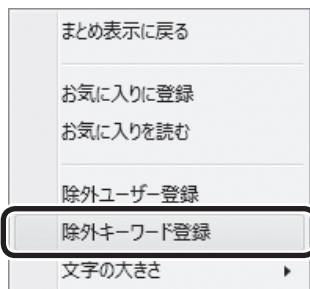 まとめ表示に戻る
お気に入りに登録
お気に入りを読む
除外ユーザー登録
除外キーワード登録
文字の大きさ